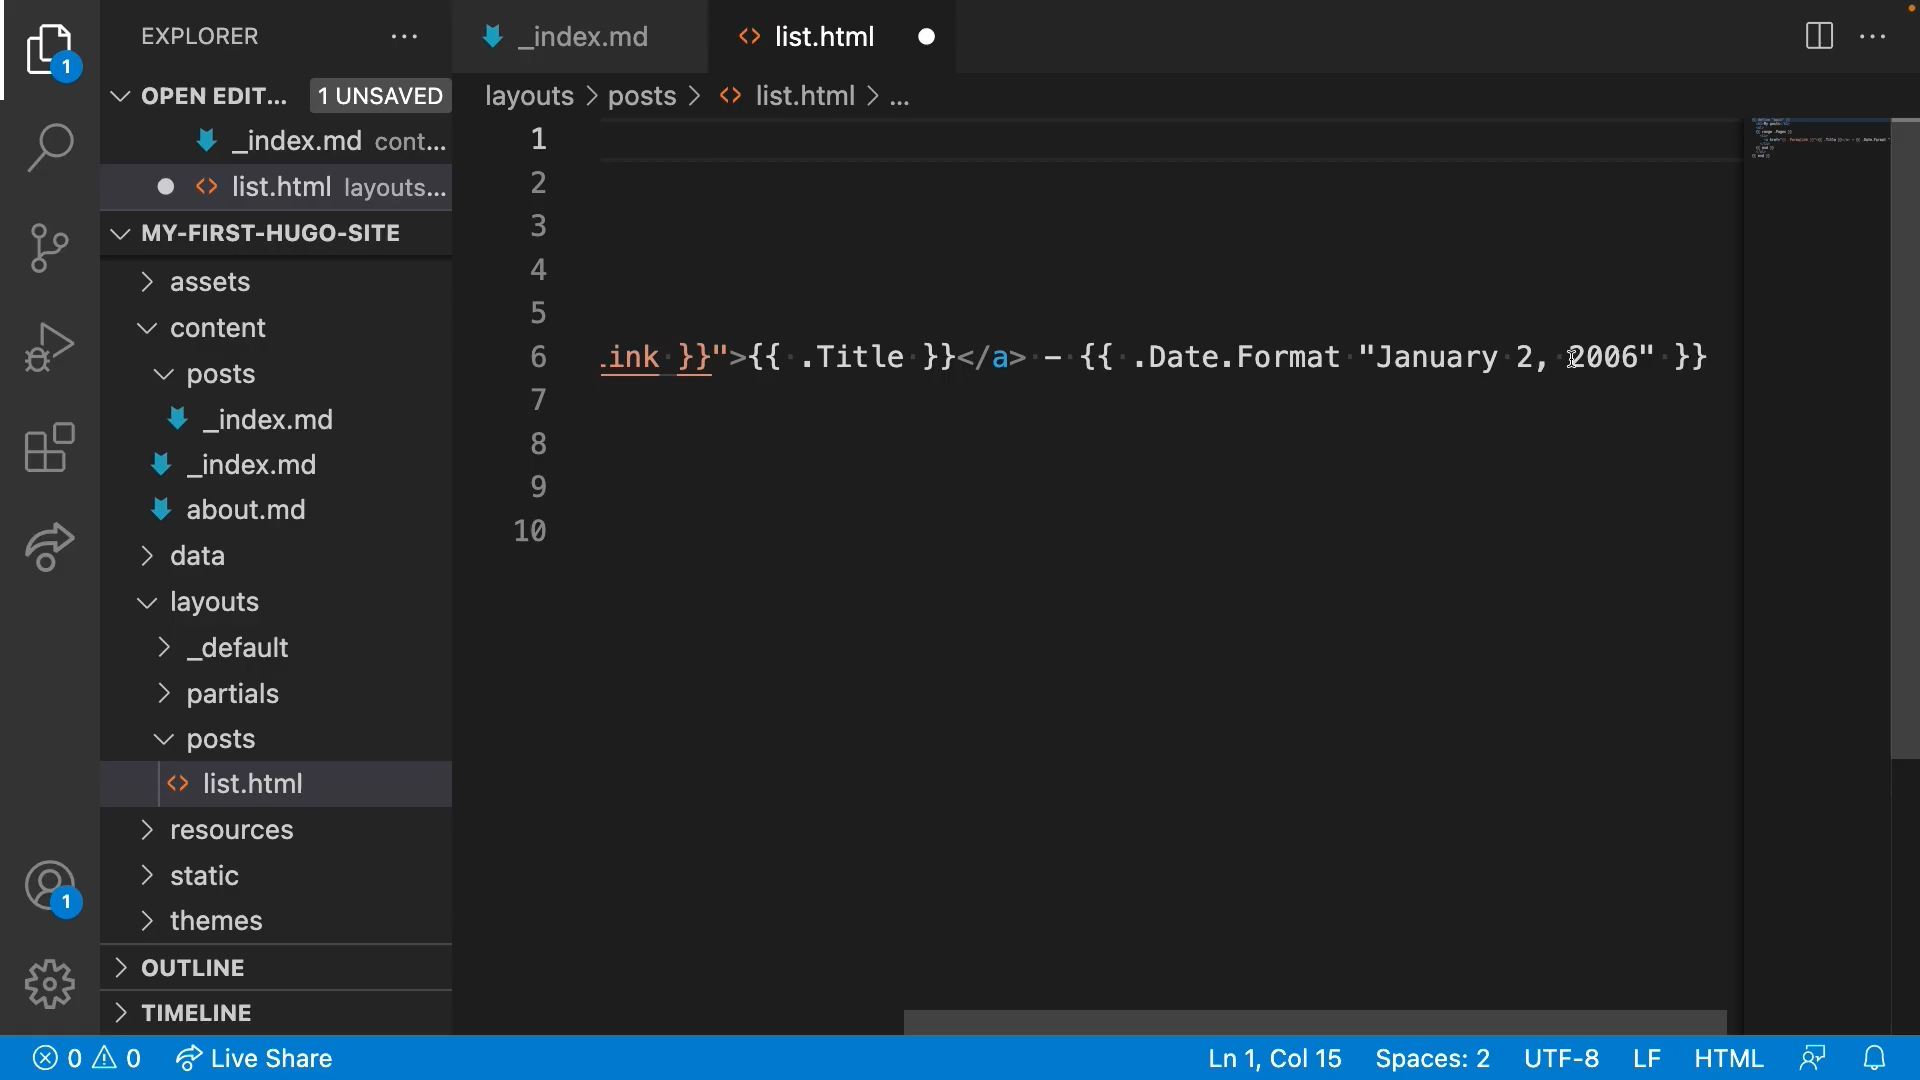 1
EXPLORER
OPEN EDIT... 1 UNSAVED
_index.md cont...
list.html layouts...
MY-FIRST-HUGO-SITE
assets
content
posts
_index.md
_index.md
about.md
data
layouts
_default
partials
posts
list.html
resources
static
themes
OUTLINE
TIMELINE
1
_index.md
list.html
layouts > posts > list.html > ...
1
2
3
4
5
6 link }}">{{ .Title }}</a> - {{ .Date.Format "January 2, 2006" }}
7
8
9
10
0 0 Live Share
Ln 1, Col 15 Spaces: 2 UTF-8 LF HTML